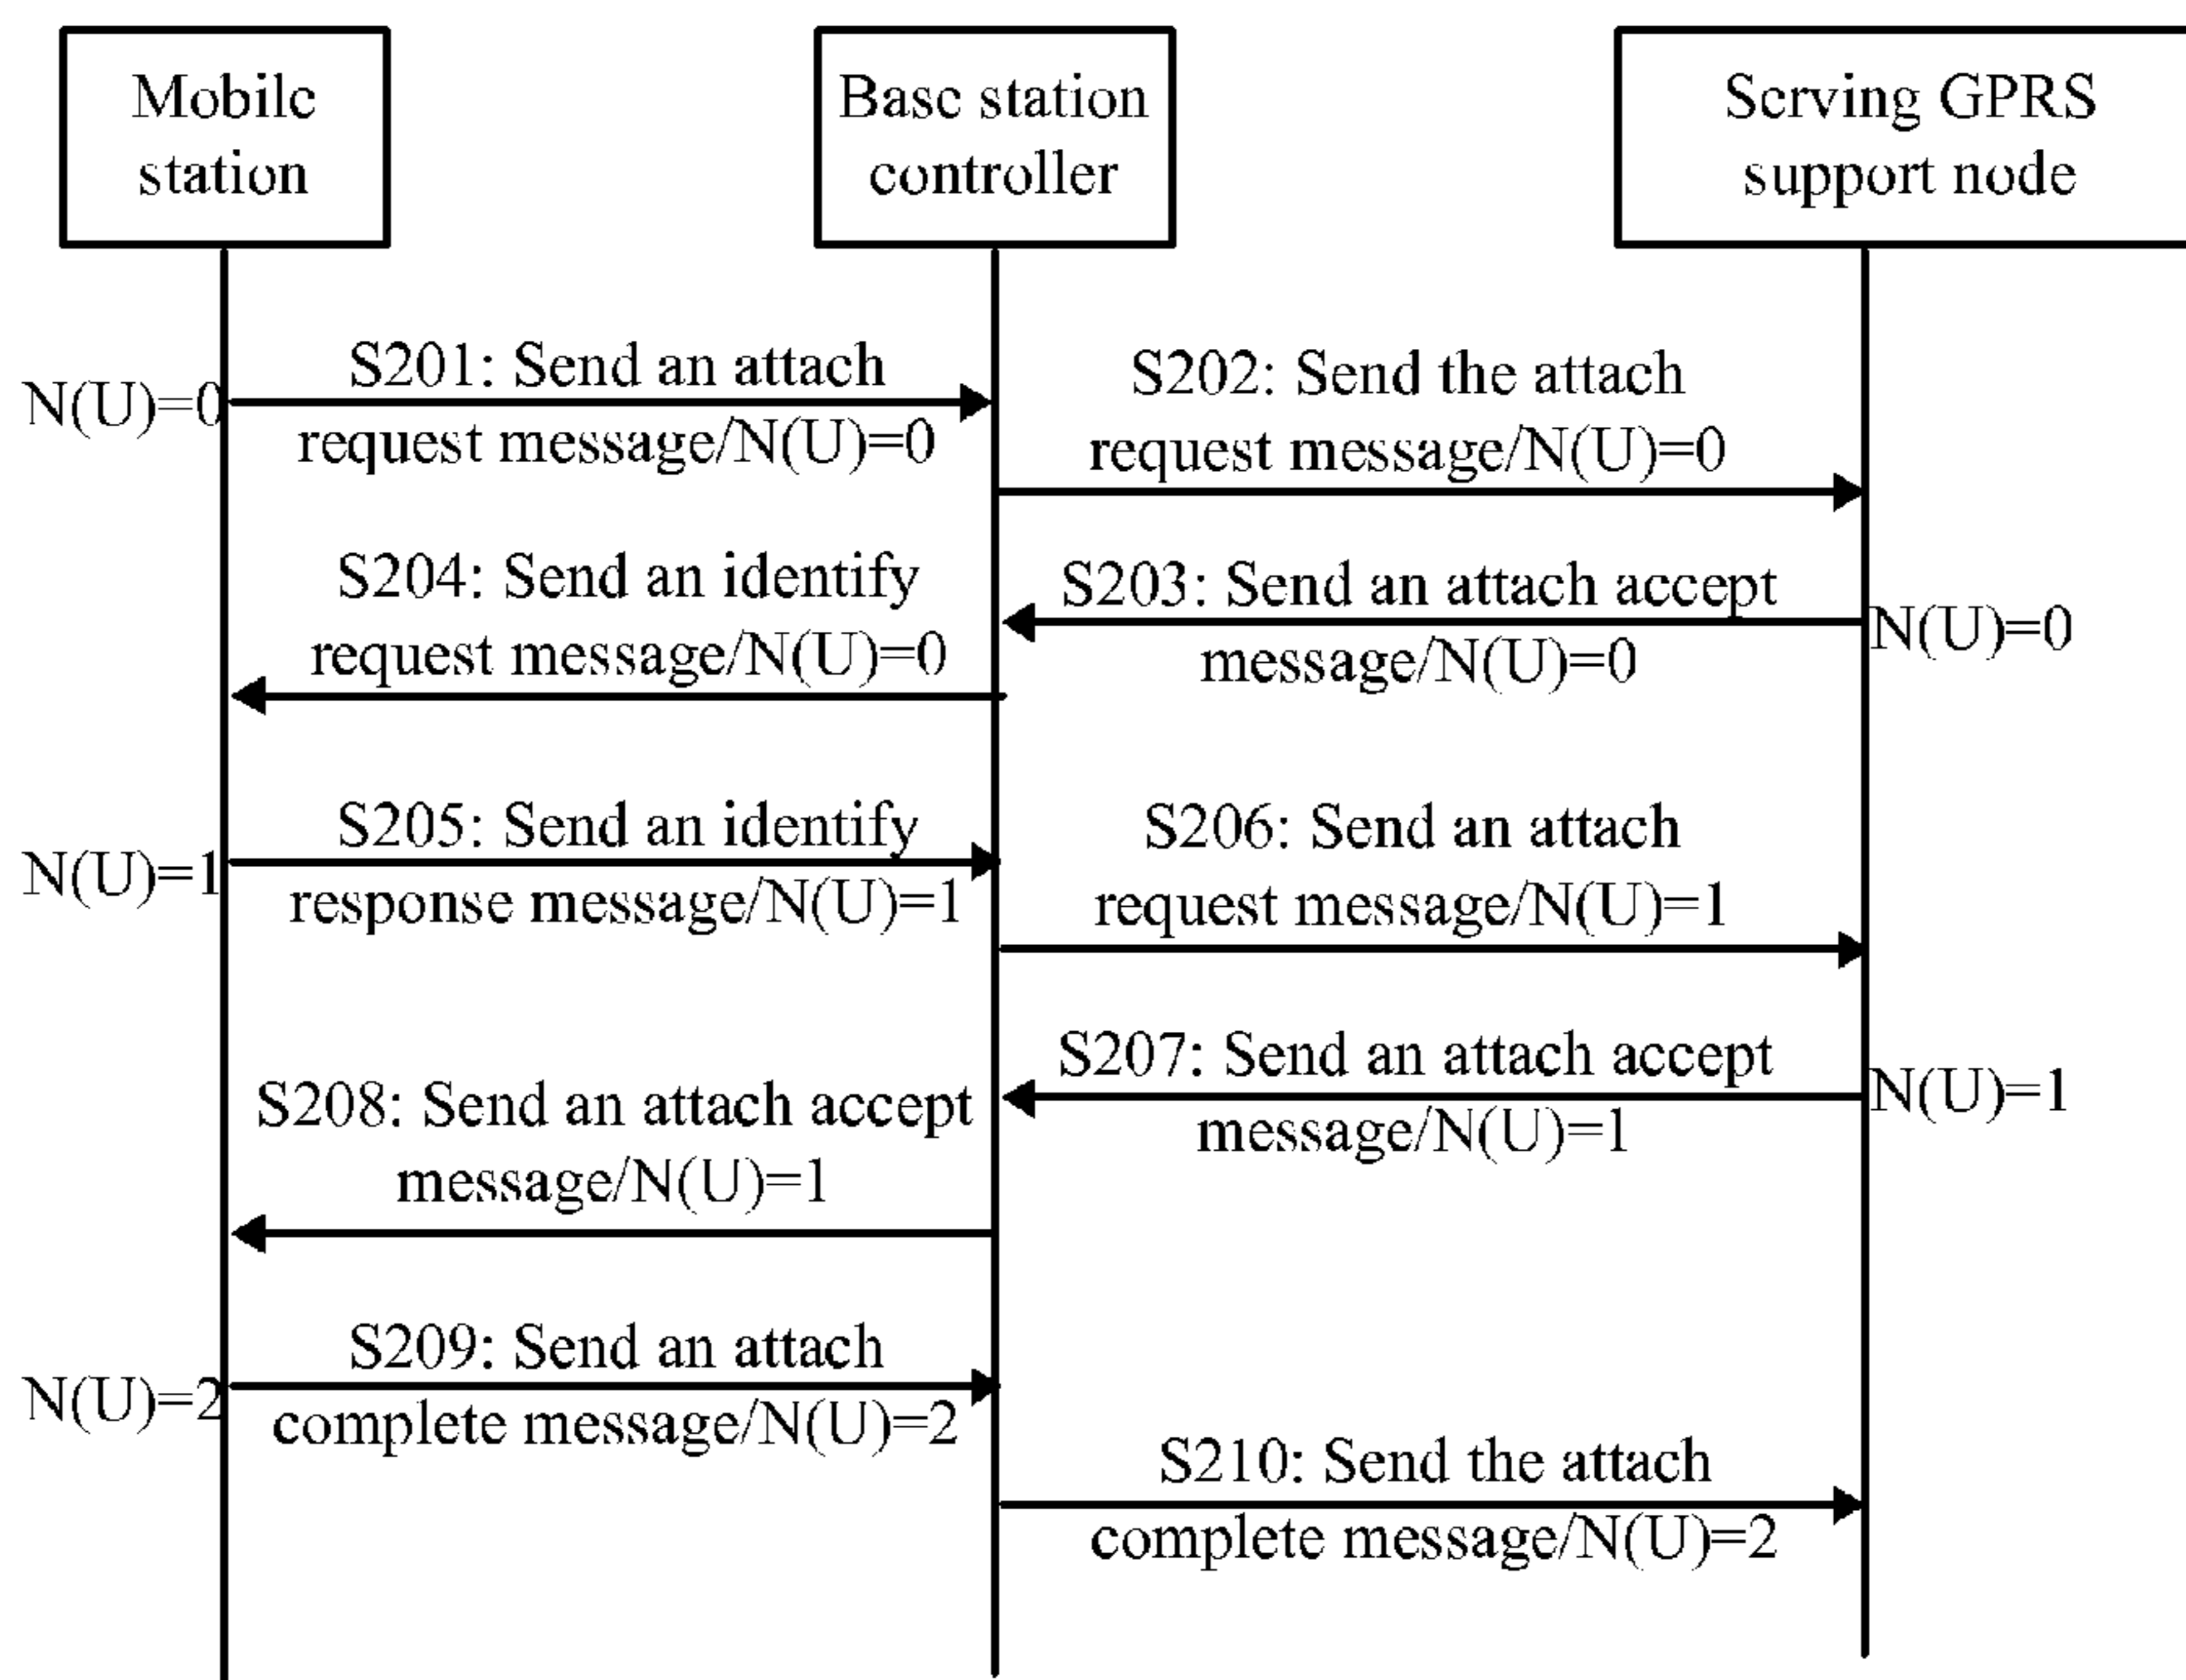 Mobile
station
Base station
controller
Serving GPRS
support node
N(U)=0
S201: Send an attach
request message/N(U)=0
S202: Send the attach
request message/N(U)=0
S204: Send an identify
request message/N(U)=0
S203: Send an attach accept
message/N(U)=0
N(U)=0
N(U)=1
S205: Send an identify
response message/N(U)=1
S206: Send an attach
request message/N(U)=1
S207: Send an attach accept
message/N(U)=1
N(U)=1
S208: Send an attach accept
message/N(U)=1
N(U)=2
S209: Send an attach
complete message/N(U)=2
S210: Send the attach
complete message/N(U)=2